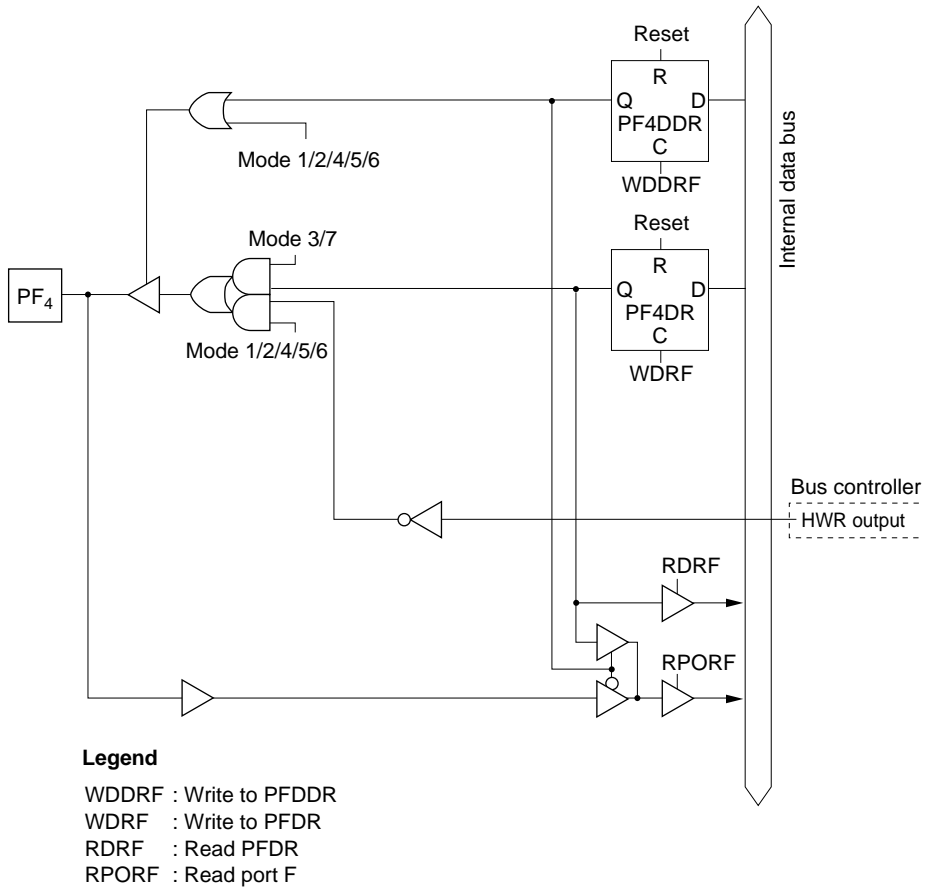 Reset
R
Q D
PF4DDR
C
WDDRF
Mode 1/2/4/5/6
Internal data bus
Reset
R
Q D
PF4DR
C
WDRF
Mode 3/7
PF4
Mode 1/2/4/5/6
Bus controller
HWR output
RDRF
RPORF
Legend
WDDRF : Write to PFDDR
WDRF : Write to PFDR
RDRF : Read PFDR
RPORF : Read port F